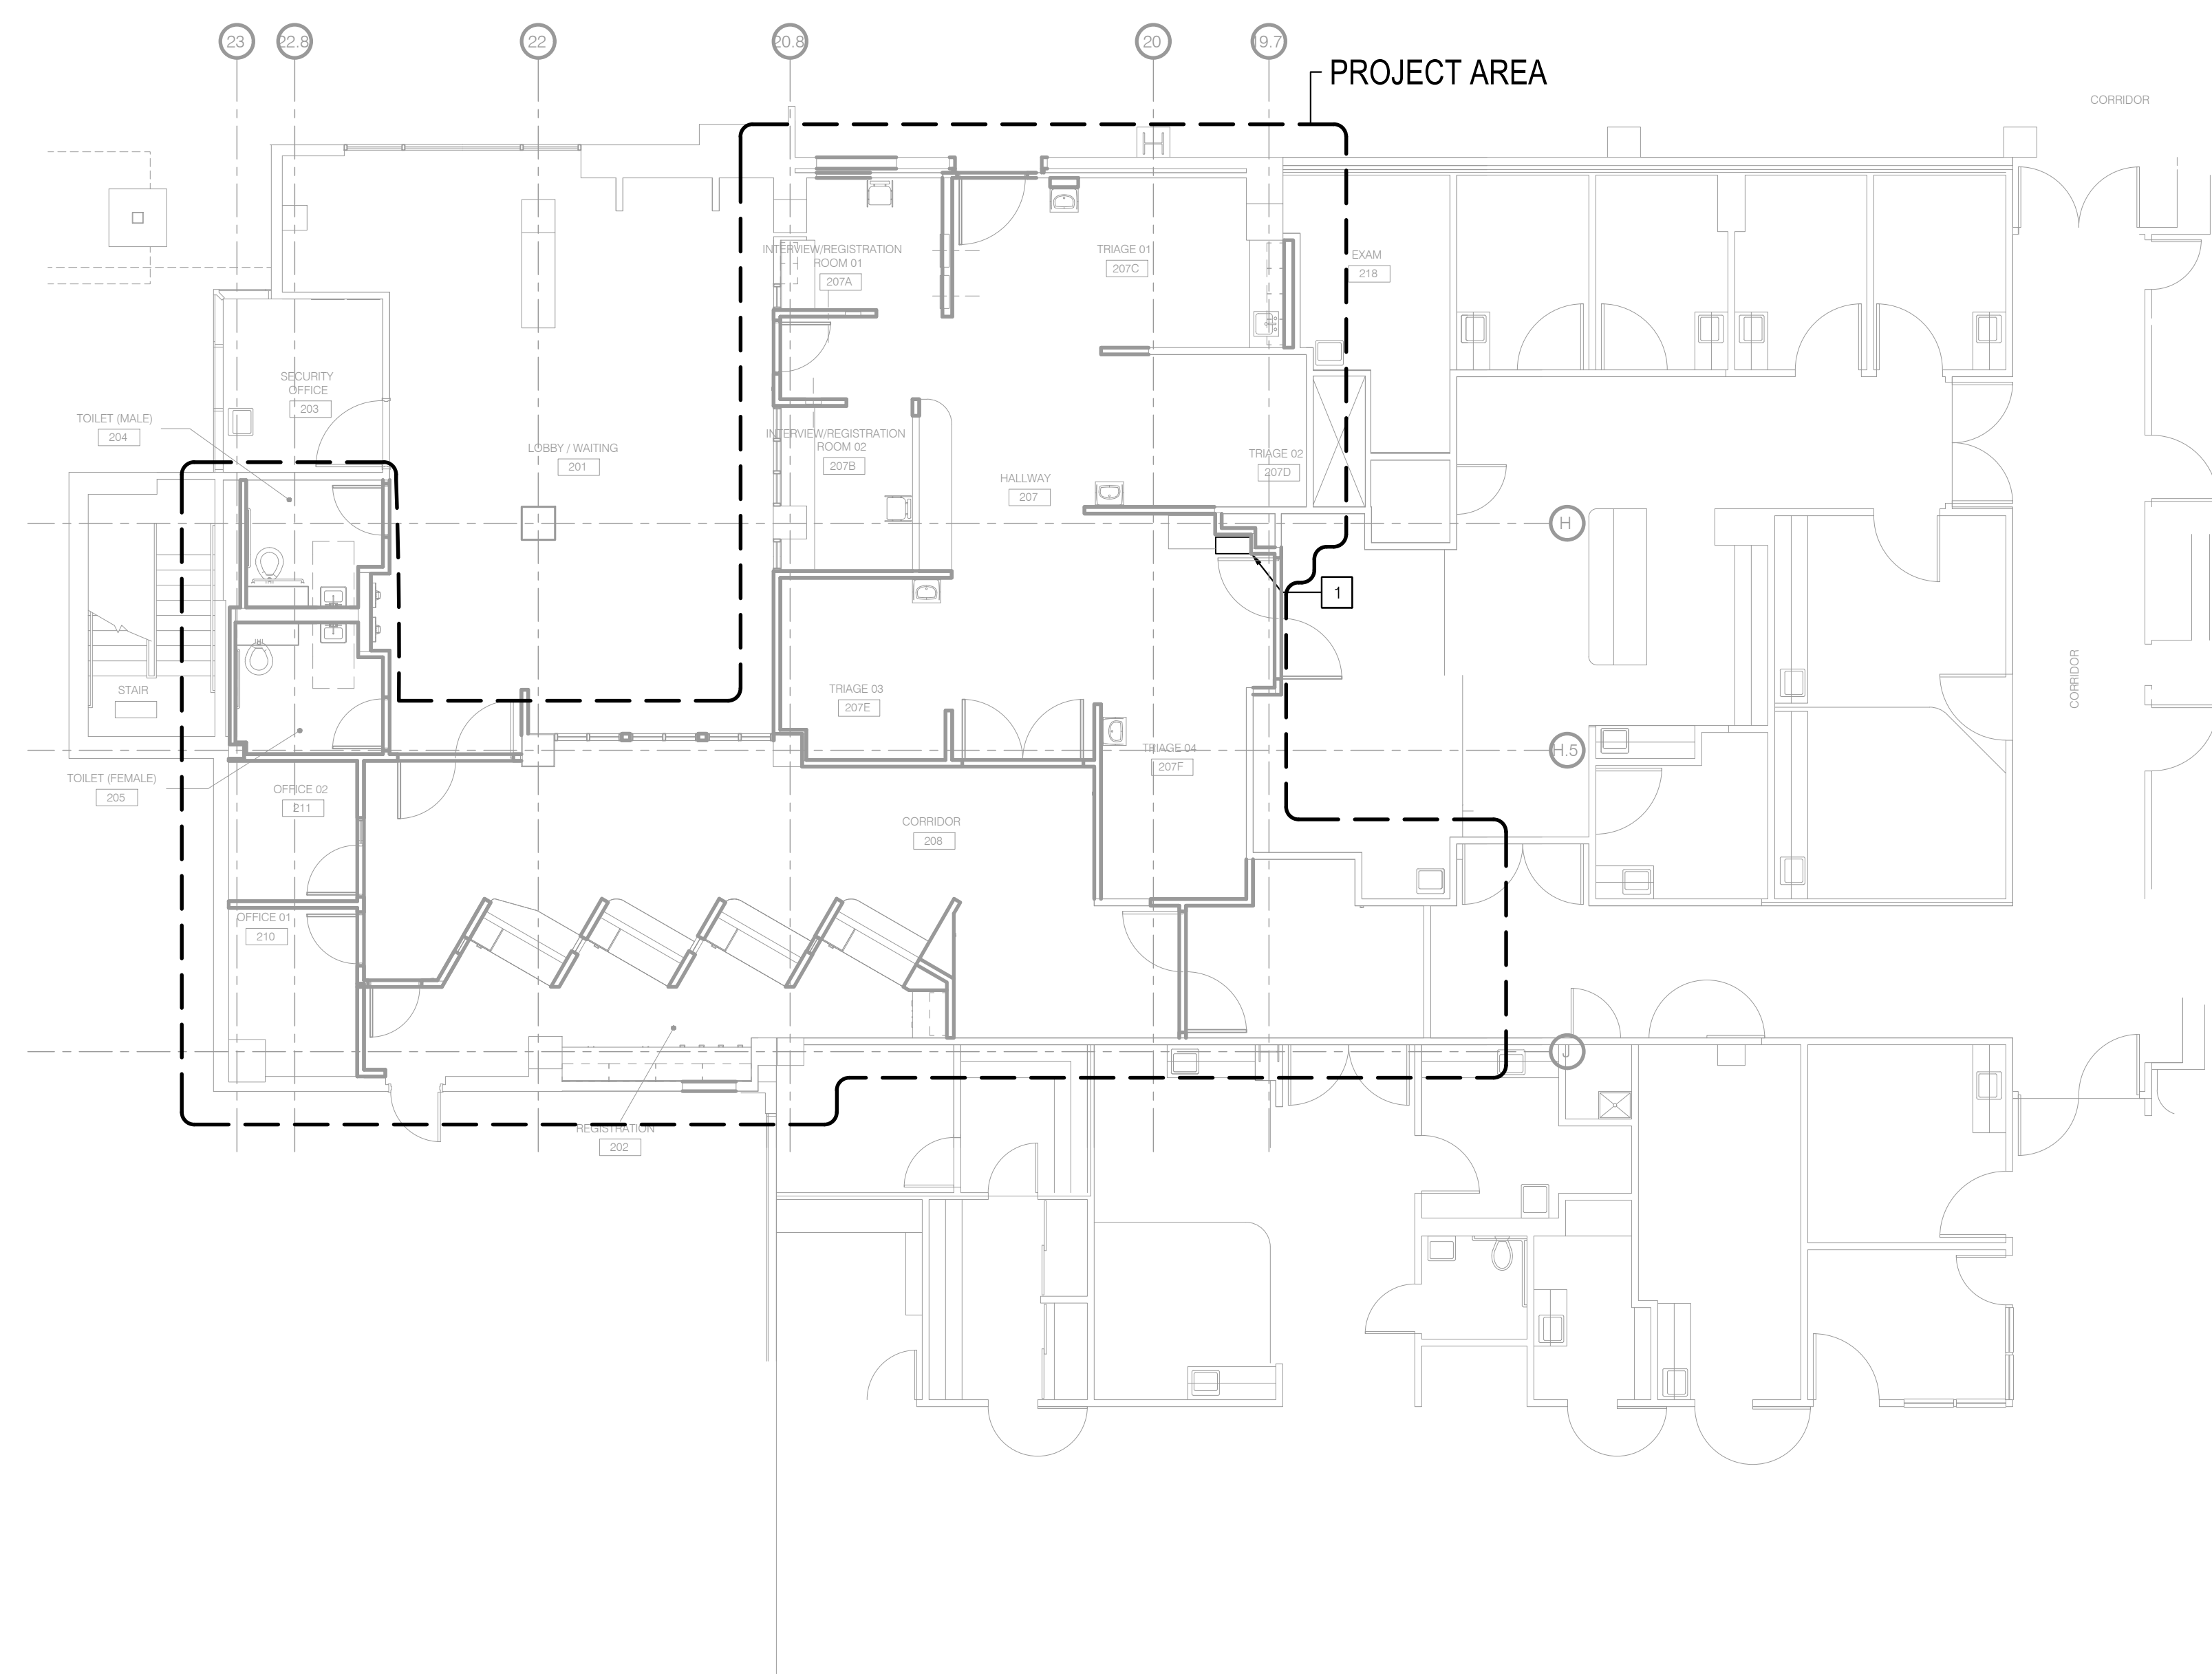 23
22.8
22
20.8
20
19.7
PROJECT AREA
CORRIDOR
H
INTERVIEW/REGISTRATION
ROOM 01
207A
TRIAGE 01
207C
EXAM
218
SECURITY
OFFICE
203
TOILET (MALE)
204
LOBBY / WAITING
201
INTERVIEW/REGISTRATION
ROOM 02
207B
HALLWAY
207
TRIAGE 02
207D
H
1
STAIR
TRIAGE 03
207E
CORRIDOR
TRIAGE 04
207F
H.5
TOILET (FEMALE)
205
OFFICE 02
211
CORRIDOR
208
OFFICE 01
210
J
REGISTRATION
202